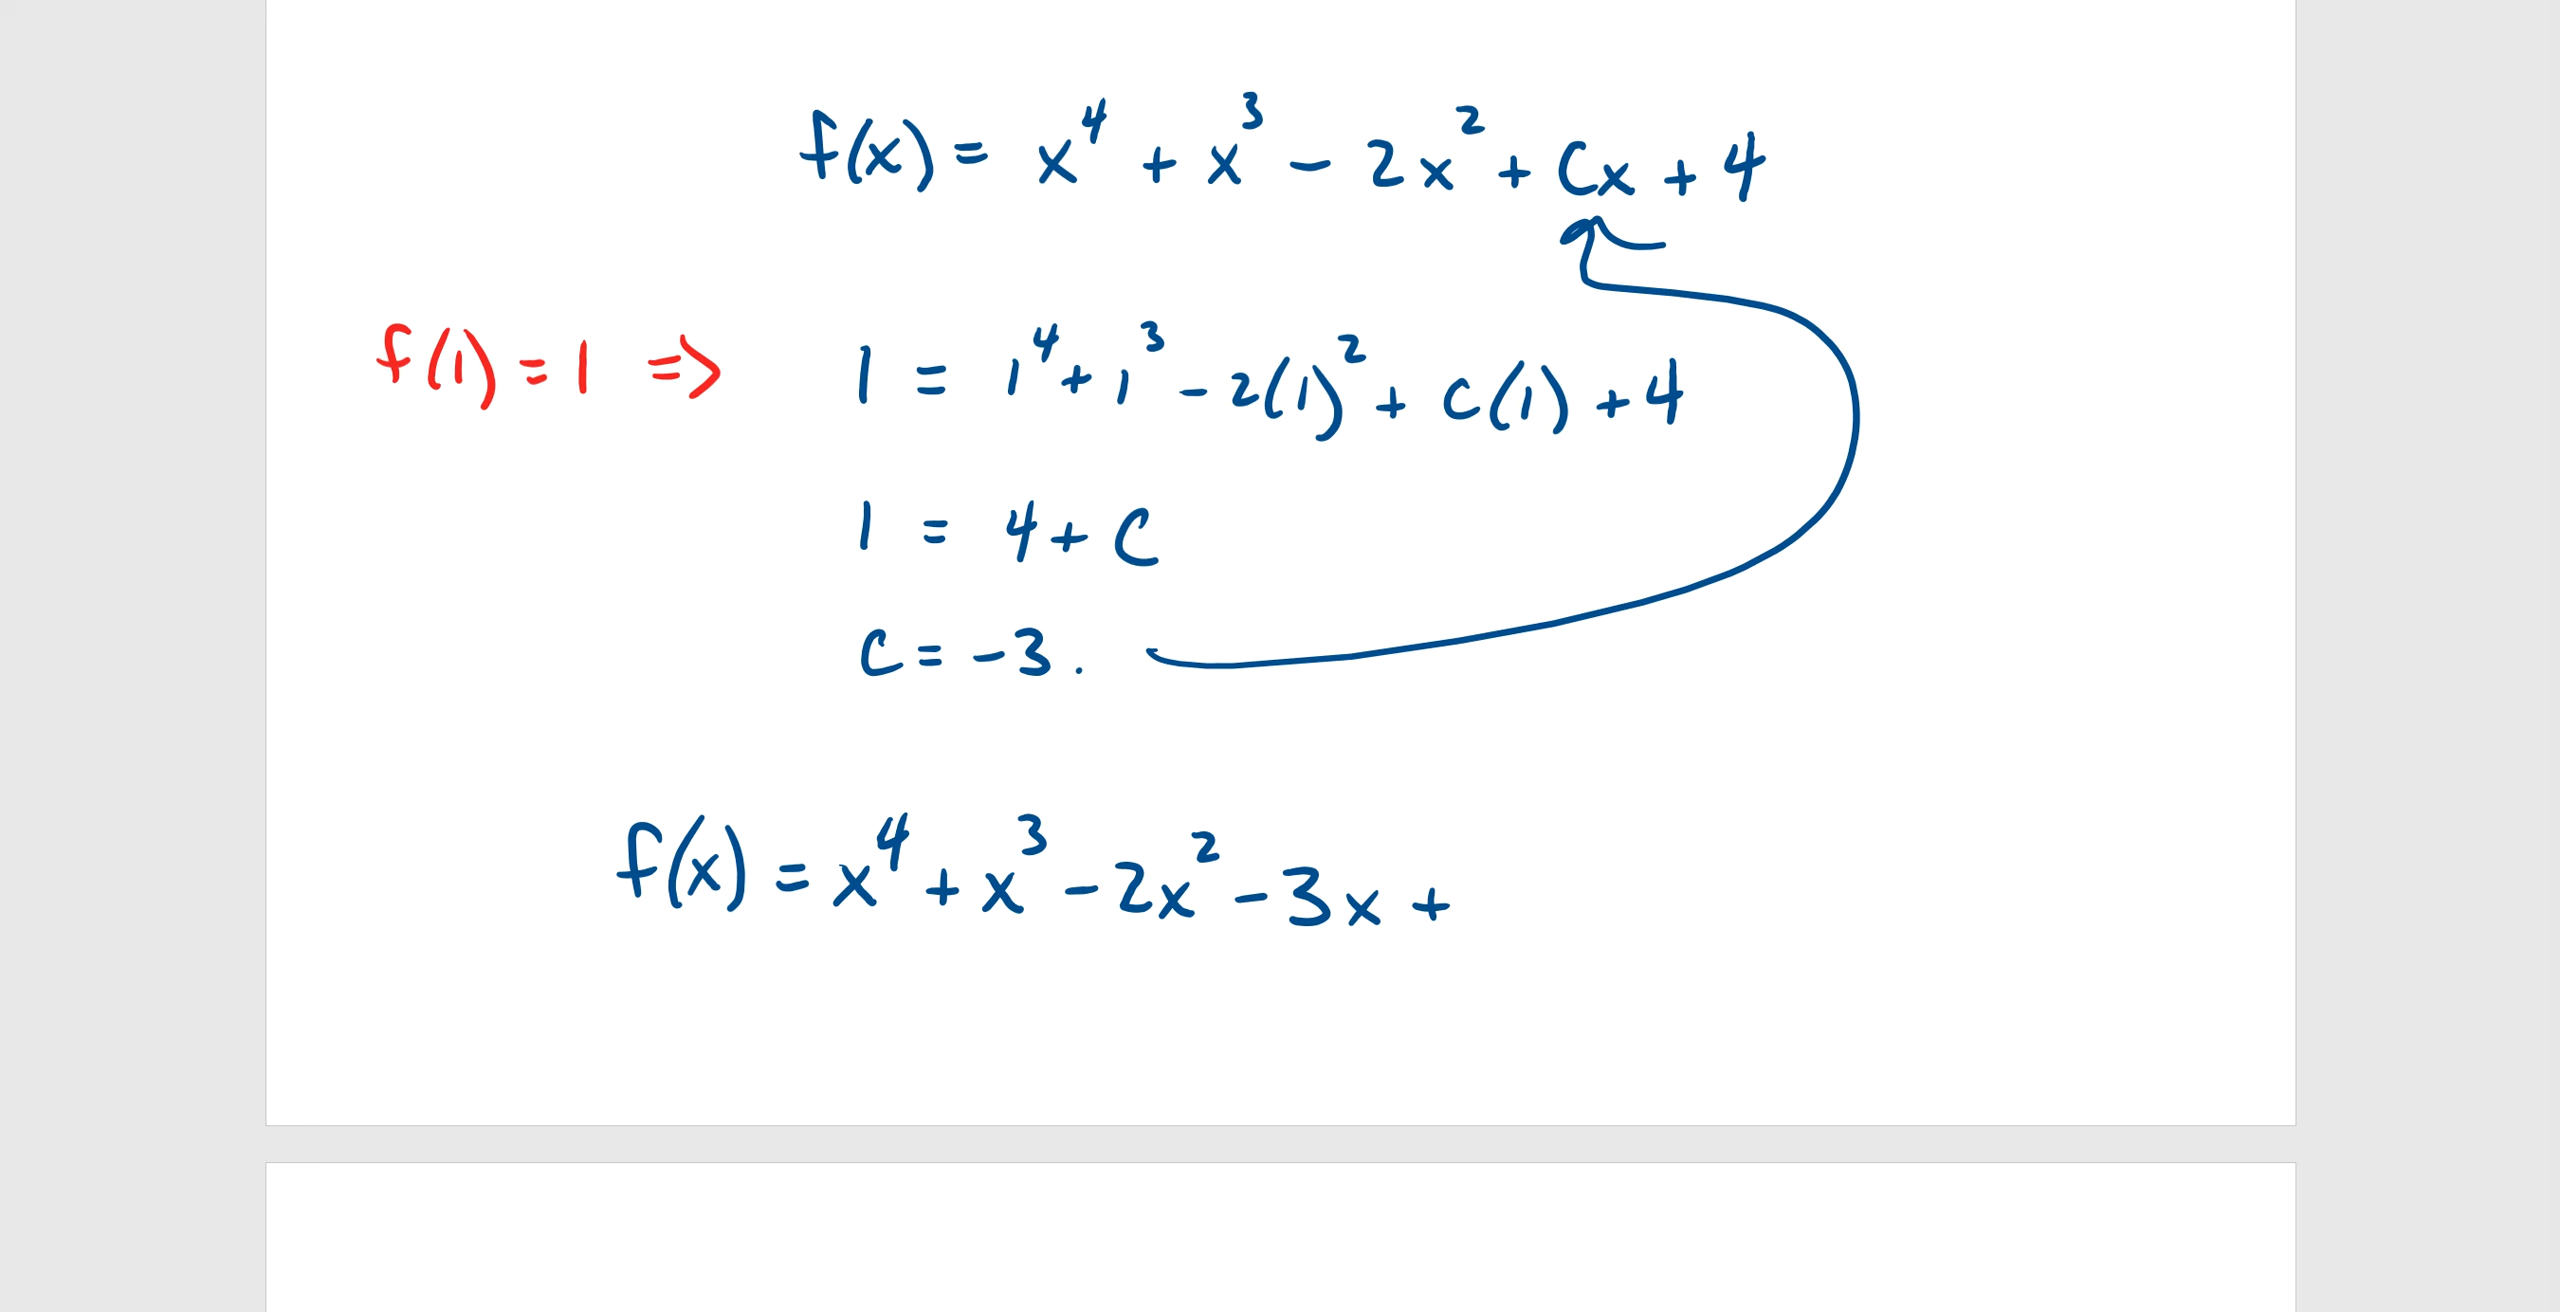 f(x) = x⁴ + x³ - 2x² + Cx + 4
f(1) = 1 => 1 = 1⁴ + 1³ - 2(1)² + C(1) + 4
1 = 4 + C
C = -3.
f(x) = x⁴ + x³ - 2x² - 3x +